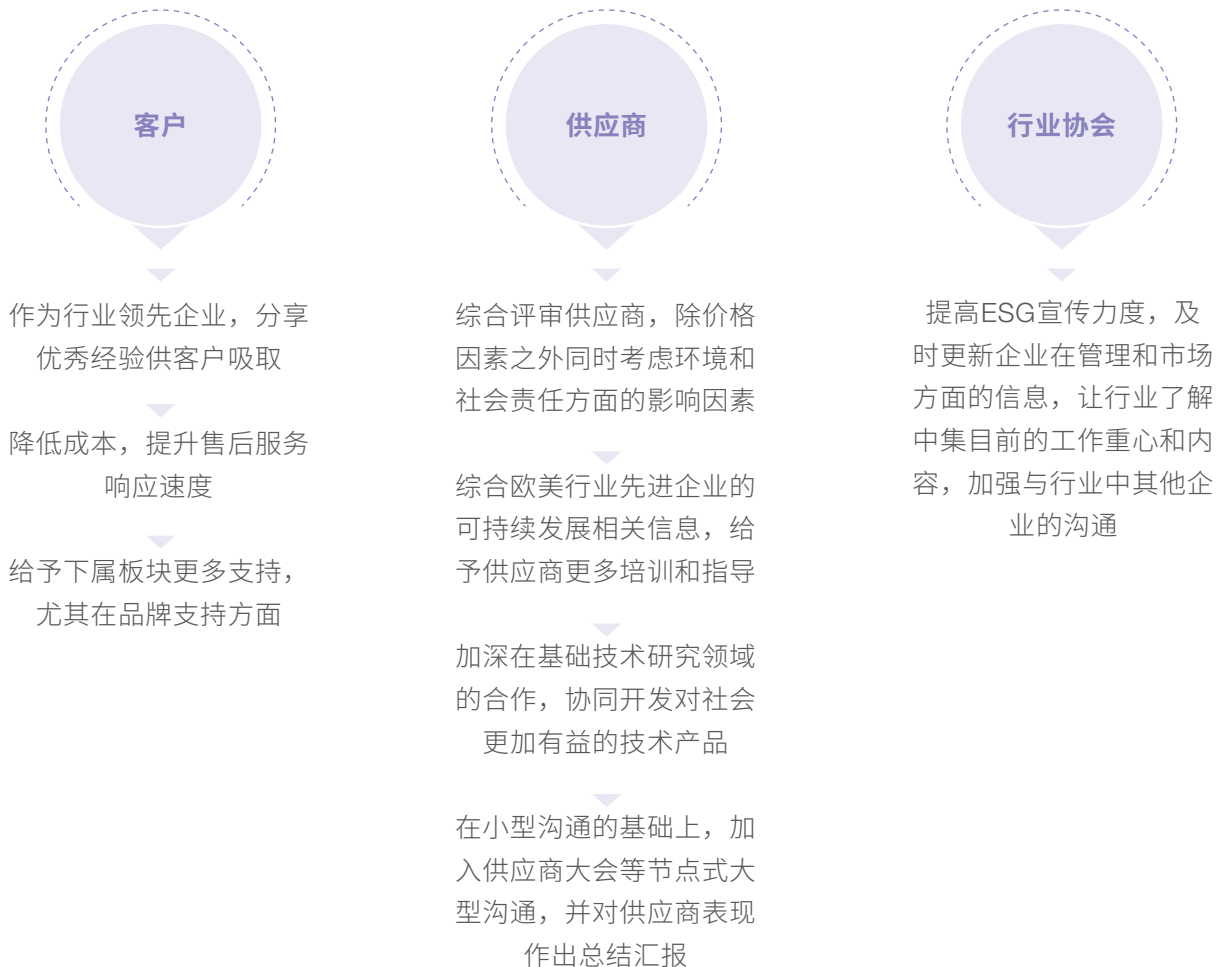 客户
作为行业领先企业，分享
优秀经验供客户吸取
降低成本，提升售后服务
响应速度
给予下属板块更多支持，
尤其在品牌支持方面
供应商
综合评审供应商，除价格
因素之外同时考虑环境和
社会责任方面的影响因素
综合欧美行业先进企业的
可持续发展相关信息，给
予供应商更多培训和指导
加深在基础技术研究领域
的合作，协同开发对社会
更加有益的技术产品
在小型沟通的基础上，加
入供应商大会等节点式大
型沟通，并对供应商表现
作出总结汇报
行业协会
提高ESG宣传力度，及
时更新企业在管理和市场
方面的信息，让行业了解
中集目前的工作重心和内
容，加强与行业中其他企
业的沟通